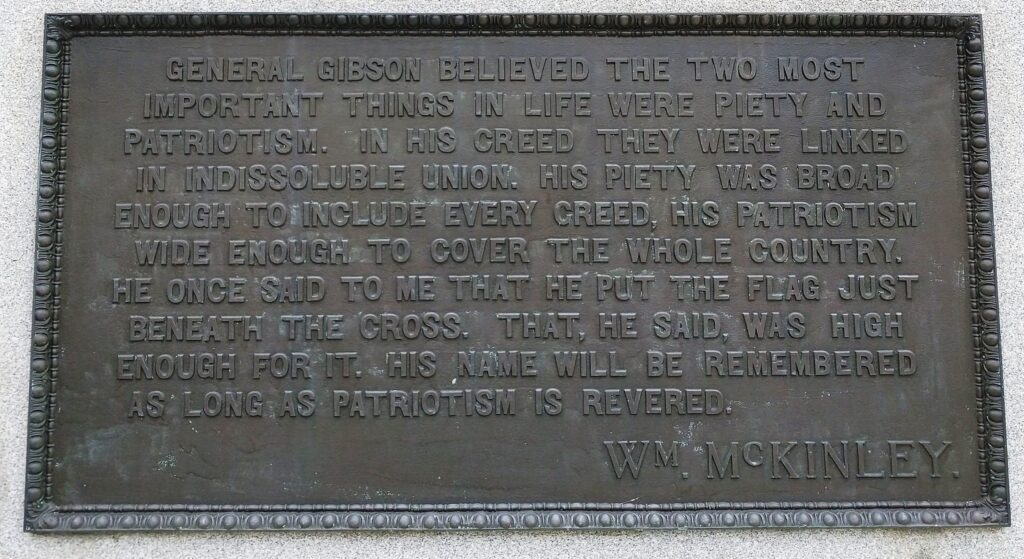 GENERAL GIBSON BELIEVED THE TWO MOST
IMPORTANT THINGS IN LIFE WERE PIETY AND
PATRIOTISM. IN HIS CREED THEY WERE LINKED
IN INDISSOLUBLE UNION. HIS PIETY WAS BROAD
ENOUGH TO INCLUDE EVERY CREED, HIS PATRIOTISM
WIDE ENOUGH TO COVER THE WHOLE COUNTRY.
HE ONCE SAID TO ME THAT HE PUT THE FLAG JUST
BENEATH THE CROSS. THAT, HE SAID, WAS HIGH
ENOUGH FOR IT. HIS NAME WILL BE REMEMBERED
AS LONG AS PATRIOTISM IS REVERED.
WM. MCKINLEY.